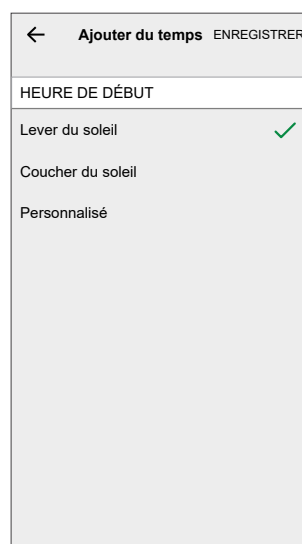 Ajouter du temps ENREGISTRER
HEURE DE DÉBUT
Lever du soleil
Coucher du soleil
Personnalisé